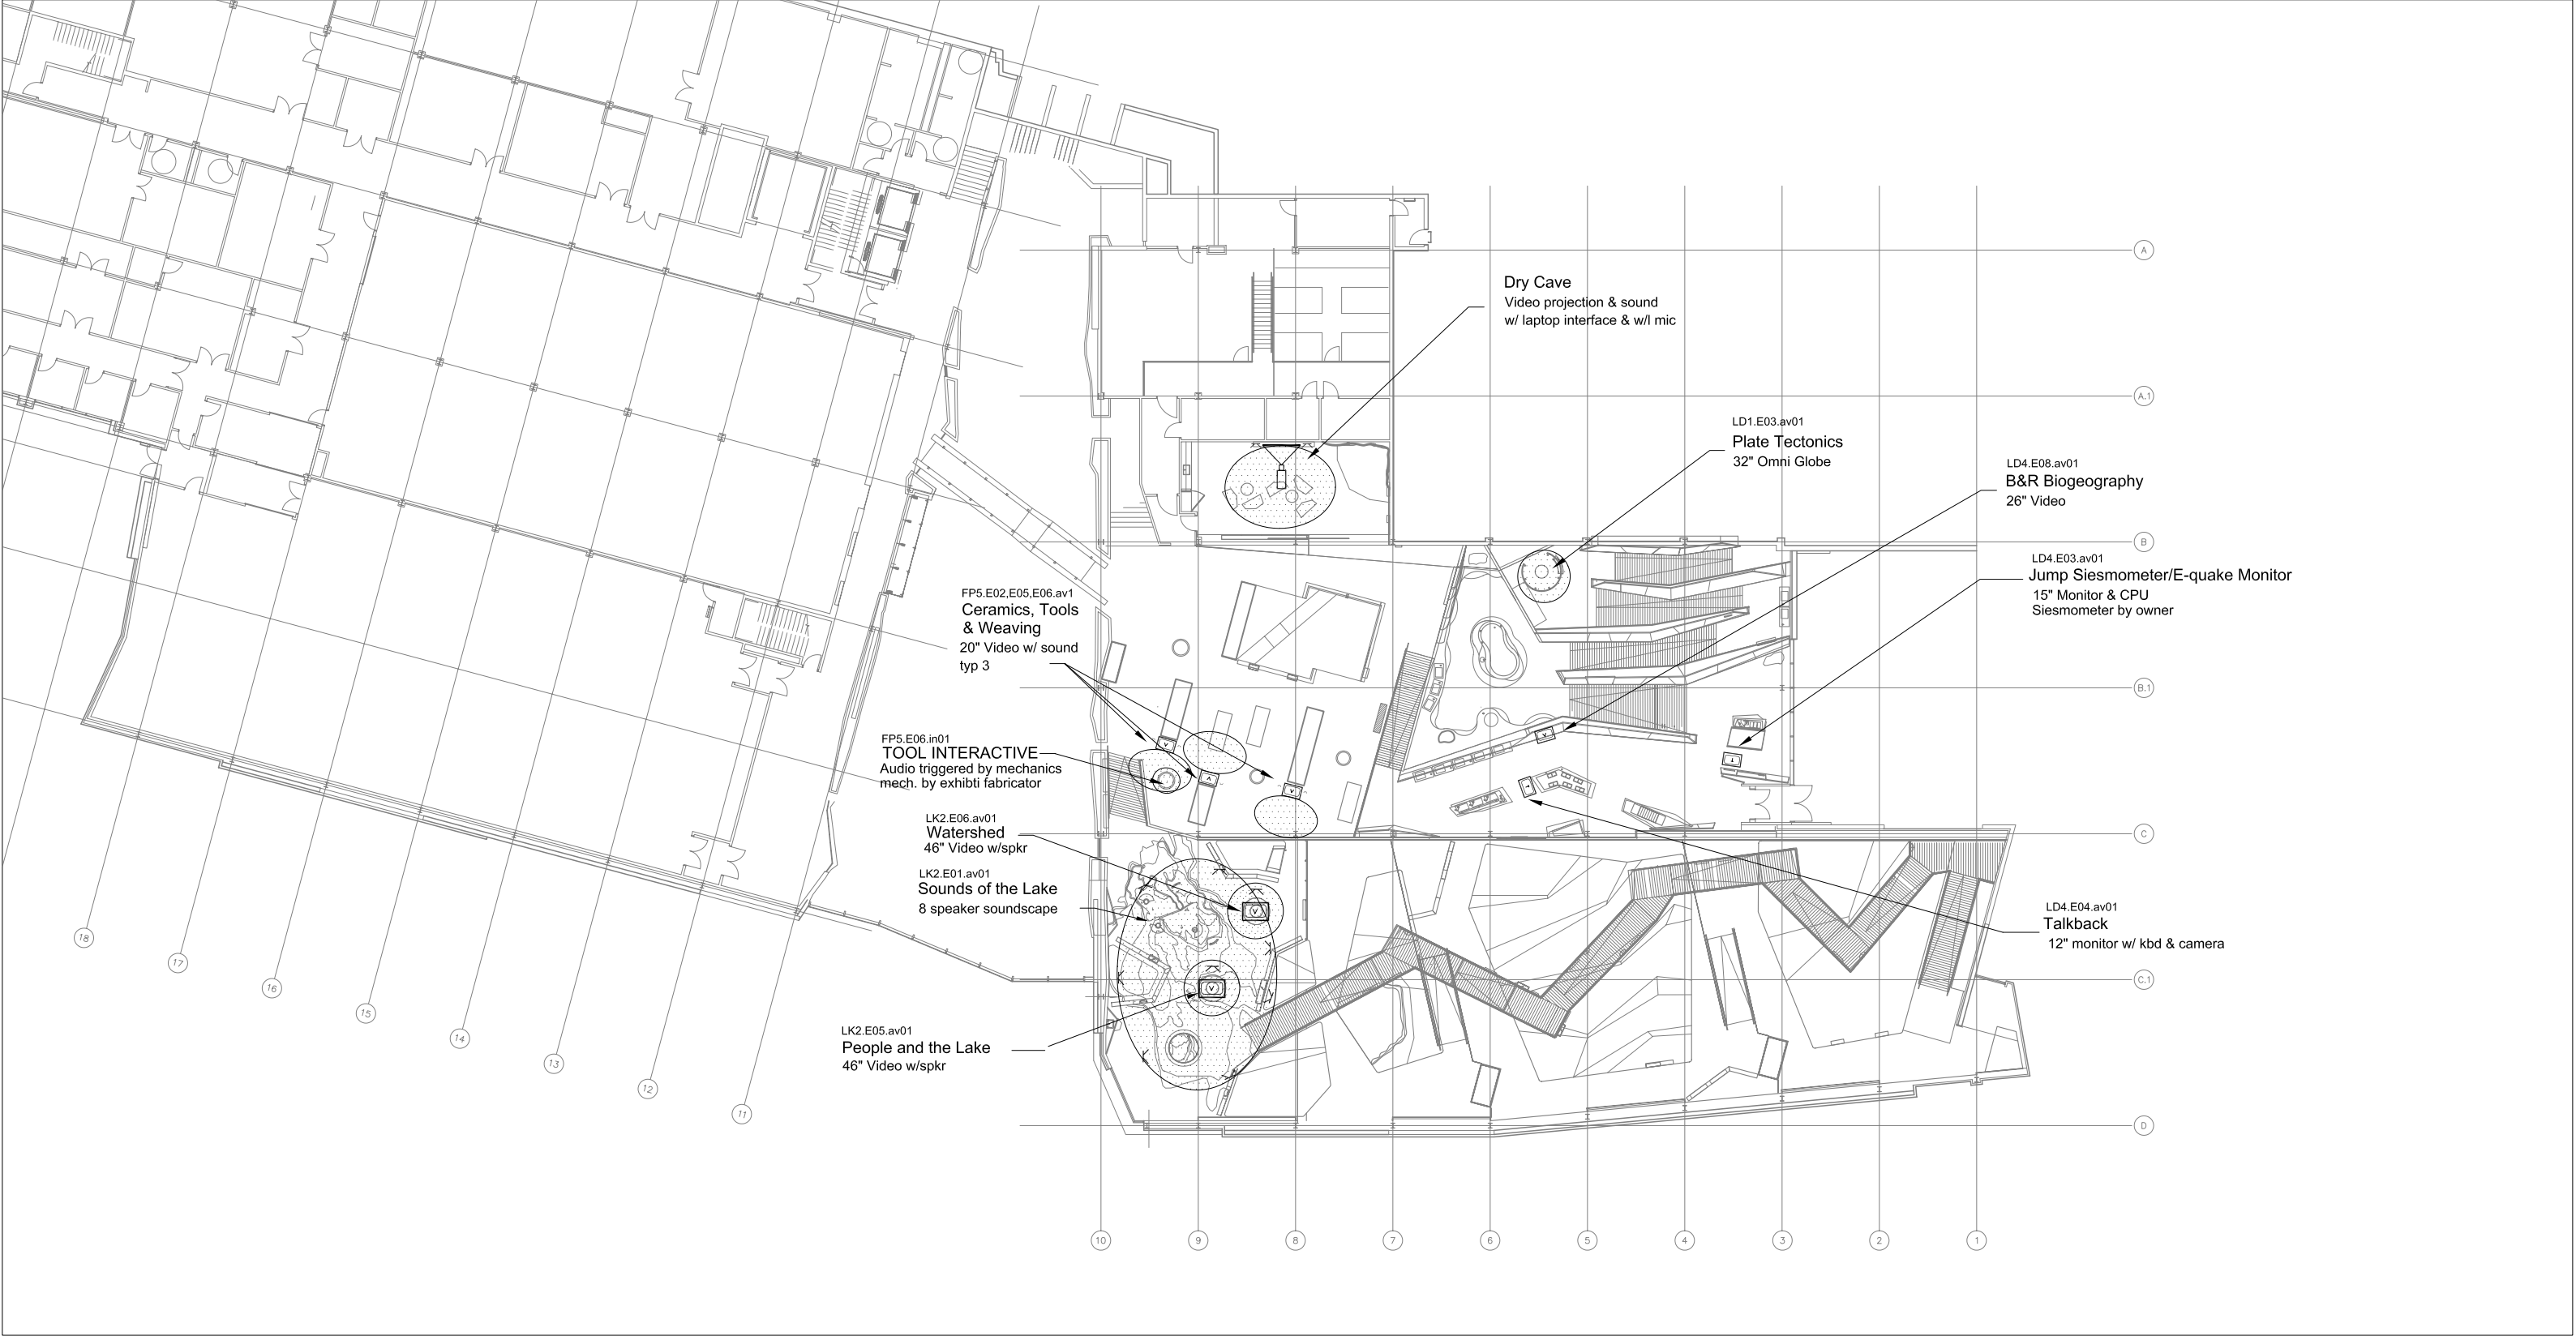 A
Dry Cave
Video projection & sound
w/ laptop interface & w/l mic
A.1
LD1.E03.av01
Plate Tectonics
32" Omni Globe
LD4.E08.av01
B&R Biogeography
26" Video
B
LD4.E03.av01
Jump Siesmometer/E-quake Monitor
15" Monitor & CPU
Siesmometer by owner
FP5.E02,E05,E06.av1
Ceramics, Tools
& Weaving
20" Video w/ sound
typ 3
B.1
FP5.E06.in01
TOOL INTERACTIVE
Audio triggered by mechanics
mech. by exhibti fabricator
LK2.E06.av01
Watershed
46" Video w/spkr
C
LK2.E01.av01
Sounds of the Lake
8 speaker soundscape
LD4.E04.av01
Talkback
12" monitor w/ kbd & camera
C.1
LK2.E05.av01
People and the Lake
46" Video w/spkr
D
18
17
16
15
14
13
12
11
10
9
8
7
6
5
4
3
2
1